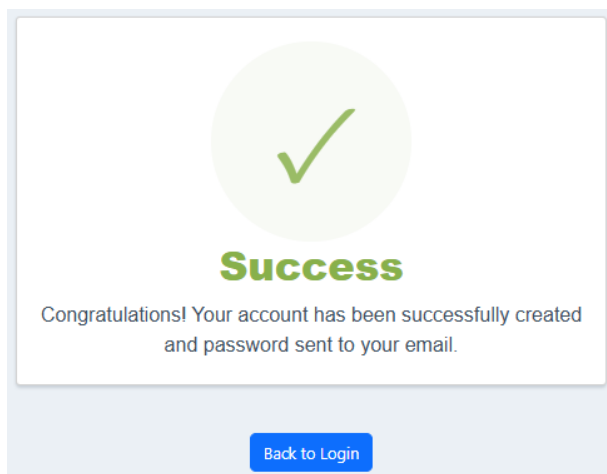 Success
Congratulations! Your account has been successfully created
and password sent to your email.
Back to Login